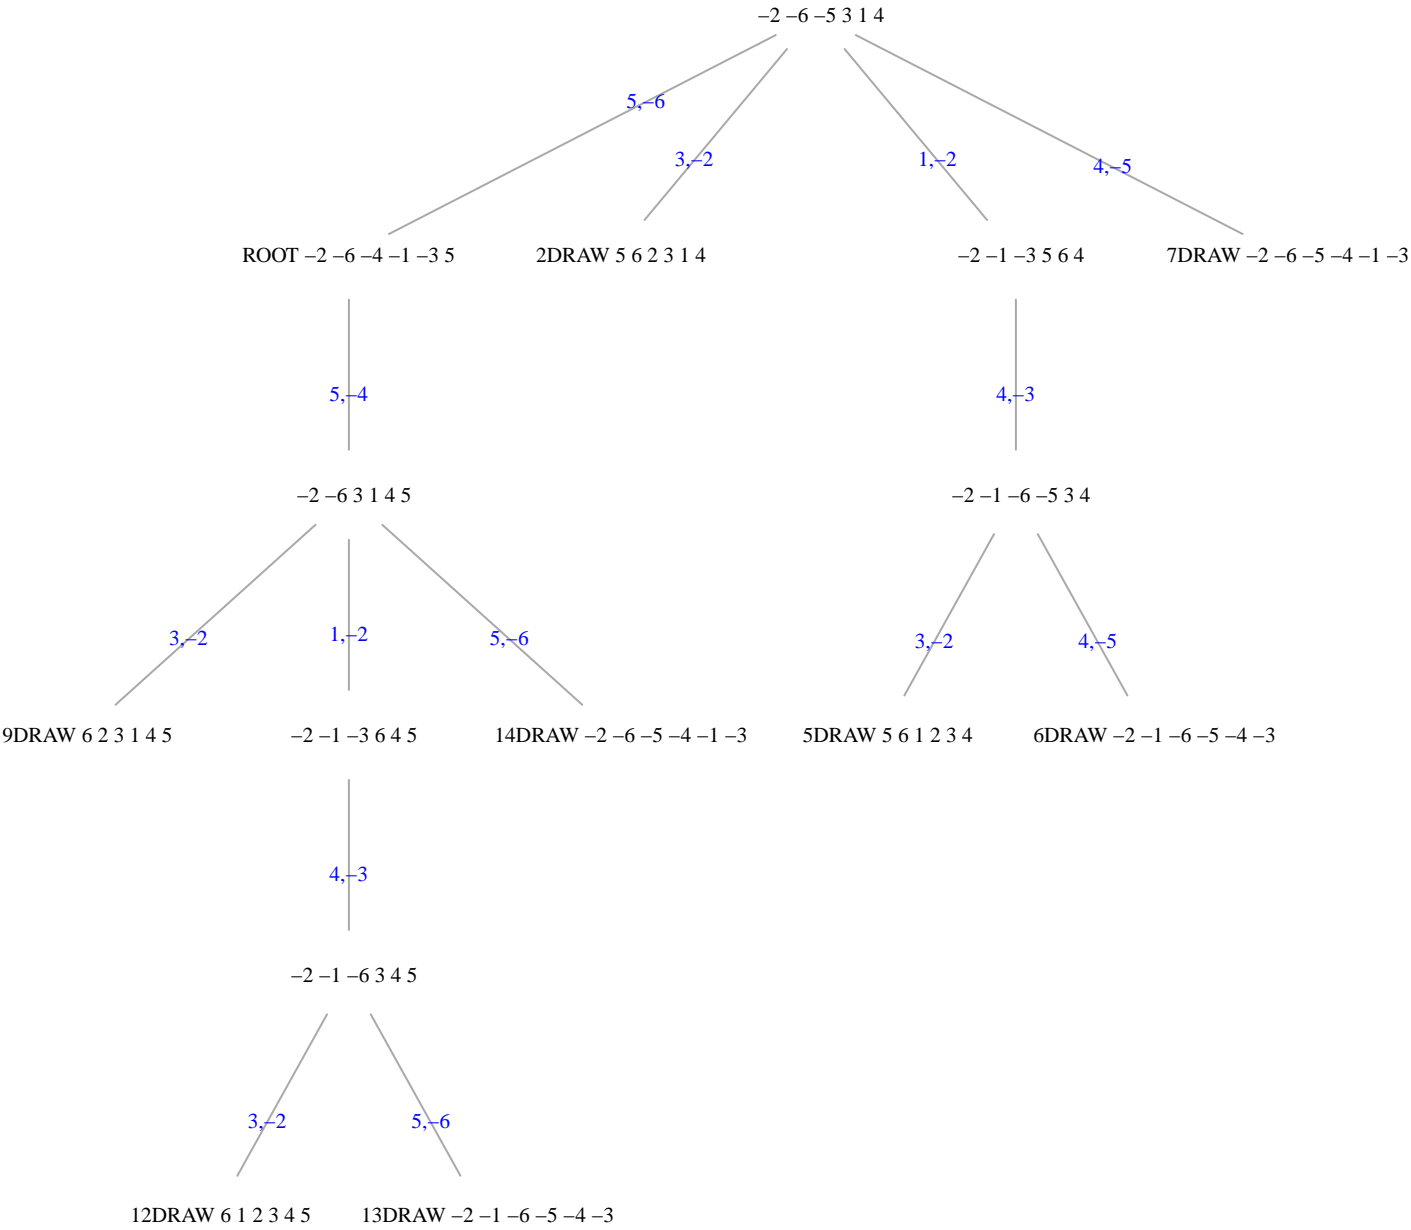 –2 –6 –5 3 1 4
5,–6
3,–2
1,–2
4,–5
ROOT –2 –6 –4 –1 –3 5
2DRAW 5 6 2 3 1 4
–2 –1 –3 5 6 4
7DRAW –2 –6 –5 –4 –1 –3
5,–4
4,–3
–2 –6 3 1 4 5
–2 –1 –6 –5 3 4
3,–2
1,–2
5,–6
3,–2
4,–5
9DRAW 6 2 3 1 4 5
–2 –1 –3 6 4 5
14DRAW –2 –6 –5 –4 –1 –3
5DRAW 5 6 1 2 3 4
6DRAW –2 –1 –6 –5 –4 –3
4,–3
–2 –1 –6 3 4 5
3,–2
5,–6
12DRAW 6 1 2 3 4 5
13DRAW –2 –1 –6 –5 –4 –3